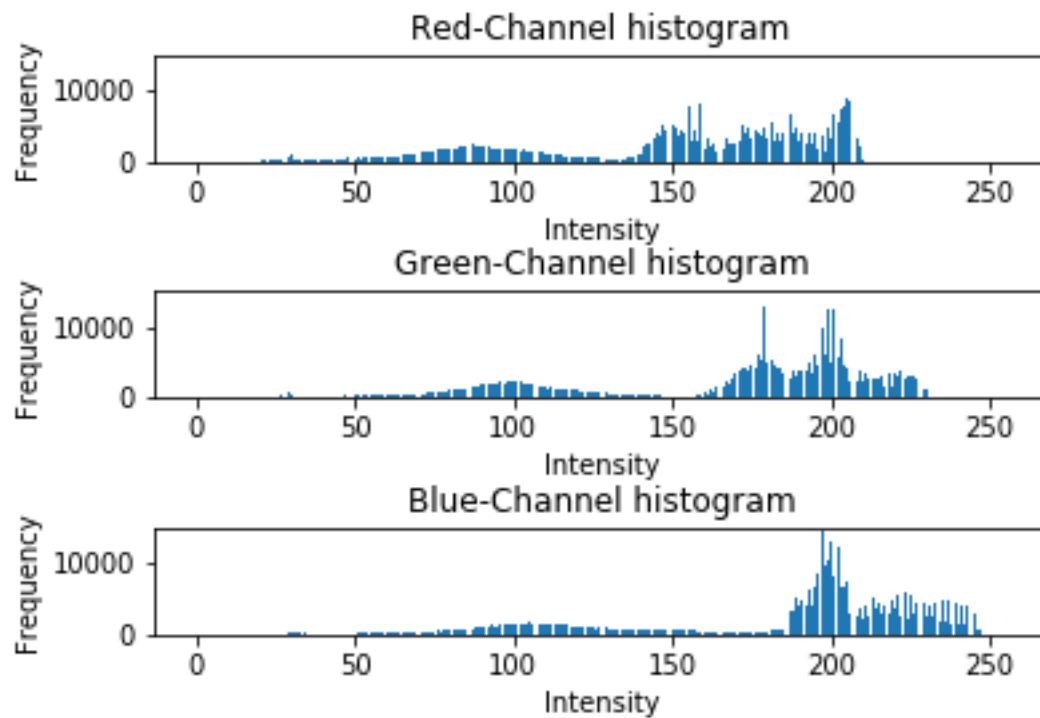 Red-Channel histogram
Frequency
10000
0
0 50 100 150 200 250
Intensity
Green-Channel histogram
Frequency
10000
0
0 50 100 150 200 250
Intensity
Blue-Channel histogram
Frequency
10000
0
0 50 100 150 200 250
Intensity